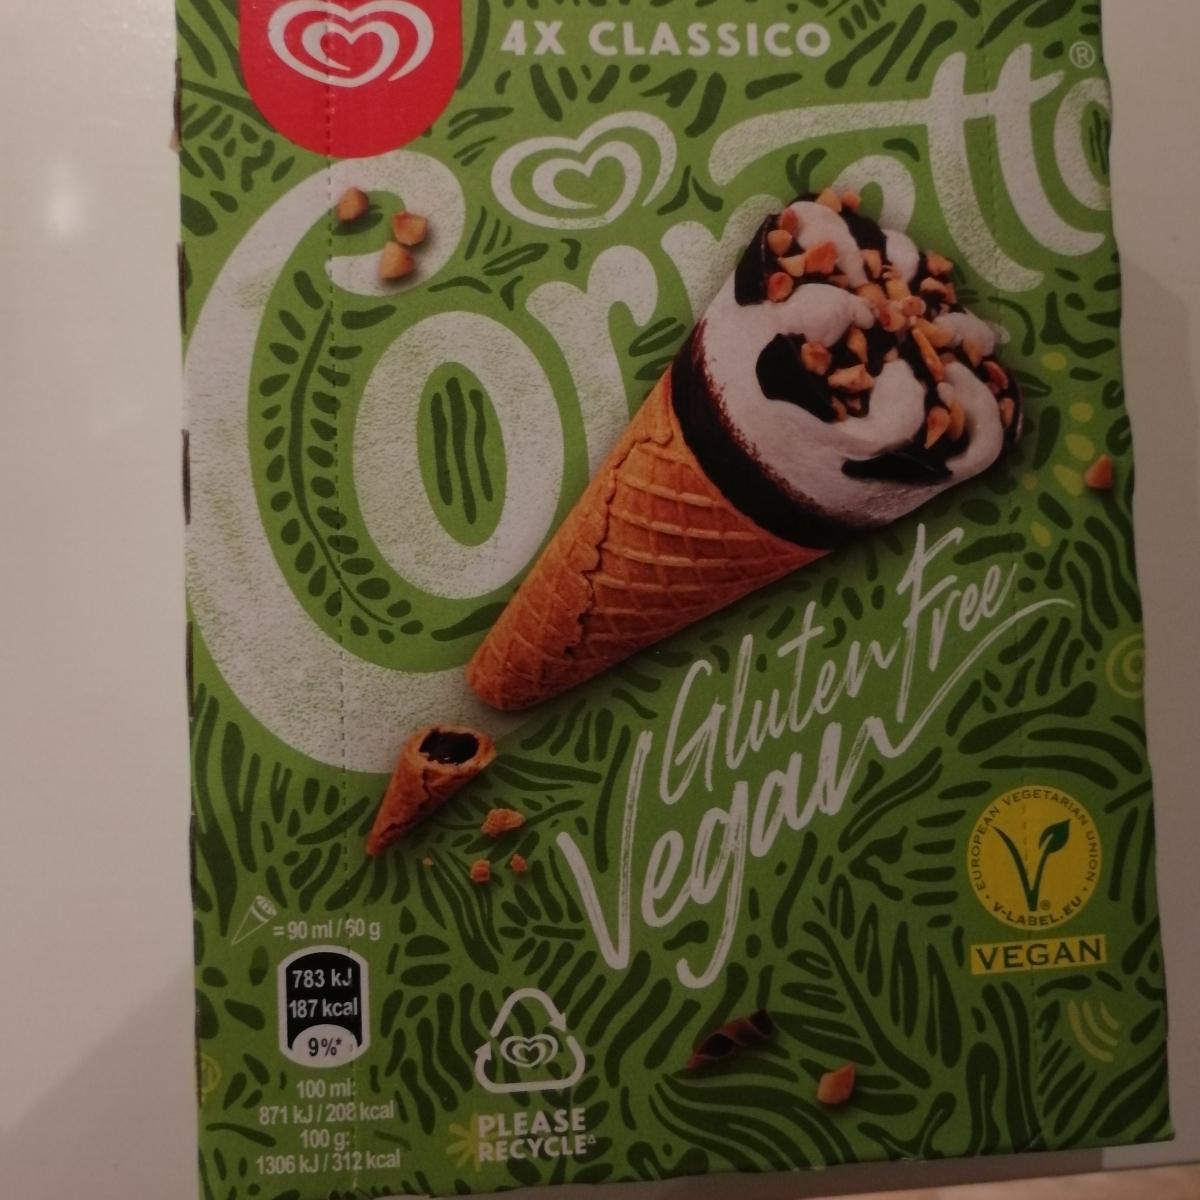 4X CLASSICO
Cornetto®
Gluten Free
Vegan
EUROPEAN VEGETARIAN UNION
V-LABEL.EU
VEGAN
= 90 ml / 60 g
783 kJ
187 kcal
9%*
100 ml:
871 kJ / 208 kcal
100 g:
1306 kJ / 312 kcal
PLEASE
RECYCLE△